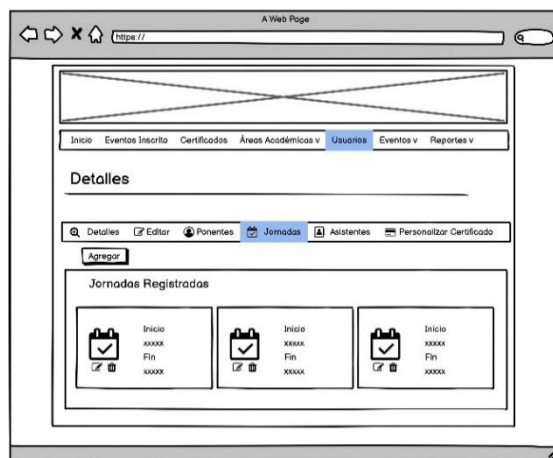 A Web Page
https://
Inicio Eventos Inscrito Certificados Áreas Académicas v Usuarios Eventos v Reportes v
Detalles
Detalles Editar Ponentes Jornadas Asistentes Personalizar Certificado
Agregar
Jornadas Registradas
Inicio Inicio Inicio
xxxxx xxxxx xxxxx
Fin Fin Fin
xxxxx xxxxx xxxxx